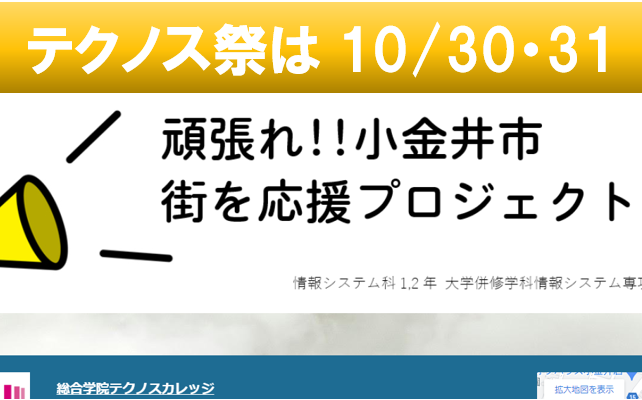 テクノス祭は 10/30・31
頑張れ!!小金井市
街を応援プロジェクト
情報システム科 1,2 年 大学併修学科情報システム専
総合学院テクノスカレッジ
拡大地図を表示